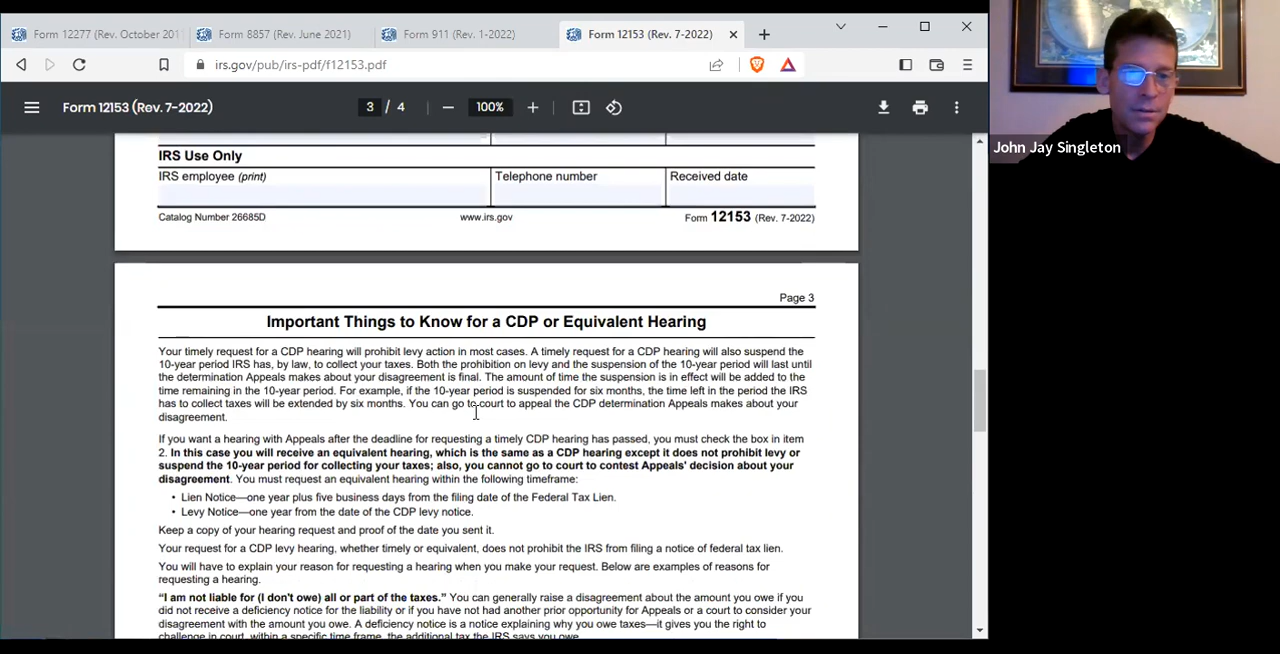 Form 12277 (Rev. October 201
Form 8857 (Rev. June 2021)
Form 911 (Rev. 1-2022)
Form 12153 (Rev. 7-2022)
irs.gov/pub/irs-pdf/f12153.pdf
Form 12153 (Rev. 7-2022)
3 / 4
100%
John Jay Singleton
IRS Use Only
IRS employee (print)
Telephone number
Received date
Catalog Number 26685D
www.irs.gov
Form 12153 (Rev. 7-2022)
Page 3
Important Things to Know for a CDP or Equivalent Hearing
Your timely request for a CDP hearing will prohibit levy action in most cases. A timely request for a CDP hearing will also suspend the
10-year period IRS has, by law, to collect your taxes. Both the prohibition on levy and the suspension of the 10-year period will last until
the determination Appeals makes about your disagreement is final. The amount of time the suspension is in effect will be added to the
time remaining in the 10-year period. For example, if the 10-year period is suspended for six months, the time left in the period the IRS
has to collect taxes will be extended by six months. You can go to court to appeal the CDP determination Appeals makes about your
disagreement.
If you want a hearing with Appeals after the deadline for requesting a timely CDP hearing has passed, you must check the box in item
2. In this case you will receive an equivalent hearing, which is the same as a CDP hearing except it does not prohibit levy or
suspend the 10-year period for collecting your taxes; also, you cannot go to court to contest Appeals' decision about your
disagreement. You must request an equivalent hearing within the following timeframe:
• Lien Notice—one year plus five business days from the filing date of the Federal Tax Lien.
• Levy Notice—one year from the date of the CDP levy notice.
Keep a copy of your hearing request and proof of the date you sent it.
Your request for a CDP levy hearing, whether timely or equivalent, does not prohibit the IRS from filing a notice of federal tax lien.
You will have to explain your reason for requesting a hearing when you make your request. Below are examples of reasons for
requesting a hearing.
“I am not liable for (I don't owe) all or part of the taxes.” You can generally raise a disagreement about the amount you owe if you
did not receive a deficiency notice for the liability or if you have not had another prior opportunity for Appeals or a court to consider your
disagreement with the amount you owe. A deficiency notice is a notice explaining why you owe taxes—it gives you the right to
challenge in court, within a specific time frame, the additional tax the IRS says you owe.